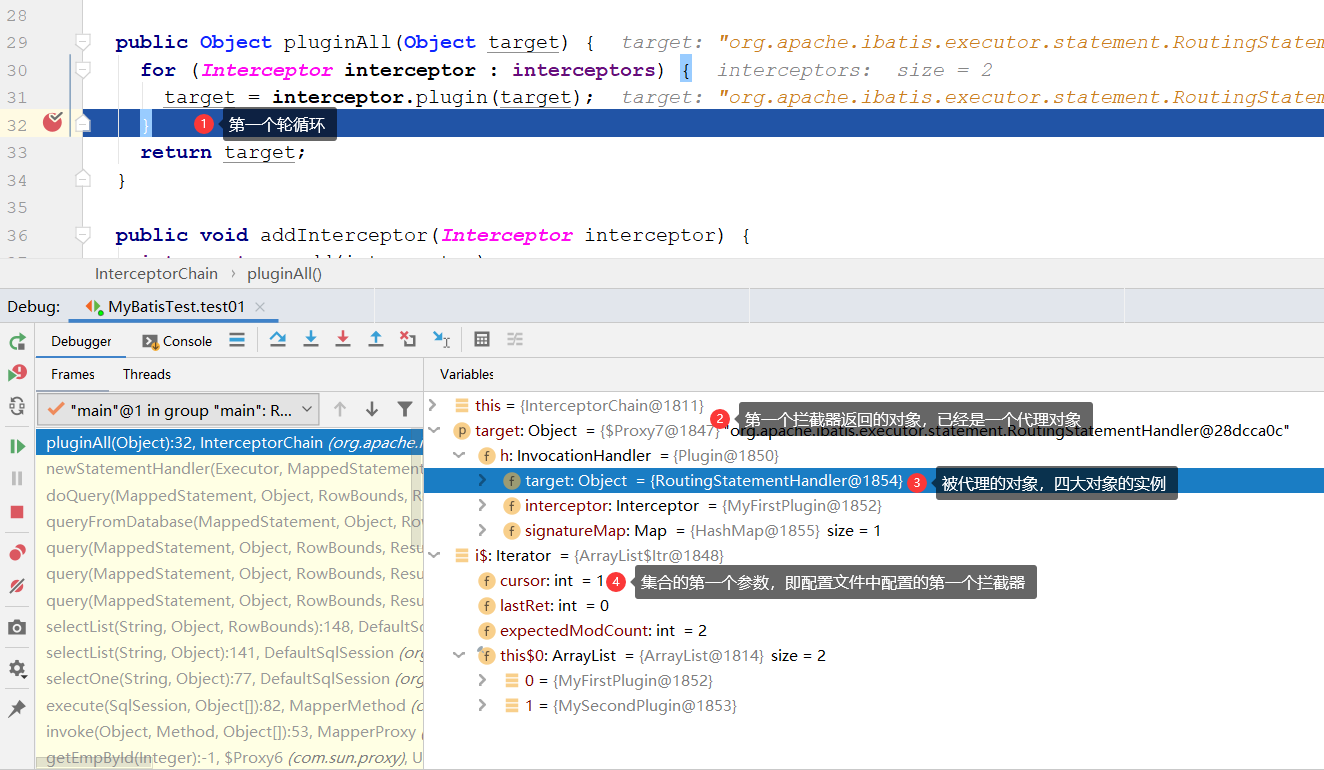 28
29 public Object pluginAll(Object target) { target: "org.apache.ibatis.executor.statement.RoutingStatem
30 for (Interceptor interceptor : interceptors) { interceptors: size = 2
31 target = interceptor.plugin(target); target: "org.apache.ibatis.executor.statement.RoutingStatem
32 } 1 第一个轮循环
33 return target;
34 }
35
36 public void addInterceptor(Interceptor interceptor) {
InterceptorChain › pluginAll()
Debug: MyBatisTest.test01
Debugger Console
Frames Threads
"main"@1 in group "main": R...
pluginAll(Object):32, InterceptorChain (org.apache.i
newStatementHandler(Executor, MappedStatement
doQuery(MappedStatement, Object, RowBounds, R
queryFromDatabase(MappedStatement, Object, Ro
query(MappedStatement, Object, RowBounds, Resu
query(MappedStatement, Object, RowBounds, Resu
query(MappedStatement, Object, RowBounds, Resu
selectList(String, Object, RowBounds):148, DefaultSq
selectList(String, Object):141, DefaultSqlSession (org
selectOne(String, Object):77, DefaultSqlSession (org
execute(SqlSession, Object[]):82, MapperMethod (o
invoke(Object, Method, Object[]):53, MapperProxy (
getEmpById(Integer):-1, $Proxy6 (com.sun.proxy), U
Variables
this = {InterceptorChain@1811}
2 第一个拦截器返回的对象，已经是一个代理对象
target: Object = {$Proxy7@1847} "org.apache.ibatis.executor.statement.RoutingStatementHandler@28dcca0c"
h: InvocationHandler = {Plugin@1850}
target: Object = {RoutingStatementHandler@1854} 3 被代理的对象，四大对象的实例
interceptor: Interceptor = {MyFirstPlugin@1852}
signatureMap: Map = {HashMap@1855} size = 1
i$: Iterator = {ArrayList$Itr@1848}
cursor: int = 1 4 集合的第一个参数，即配置文件中配置的第一个拦截器
lastRet: int = 0
expectedModCount: int = 2
this$0: ArrayList = {ArrayList@1814} size = 2
0 = {MyFirstPlugin@1852}
1 = {MySecondPlugin@1853}